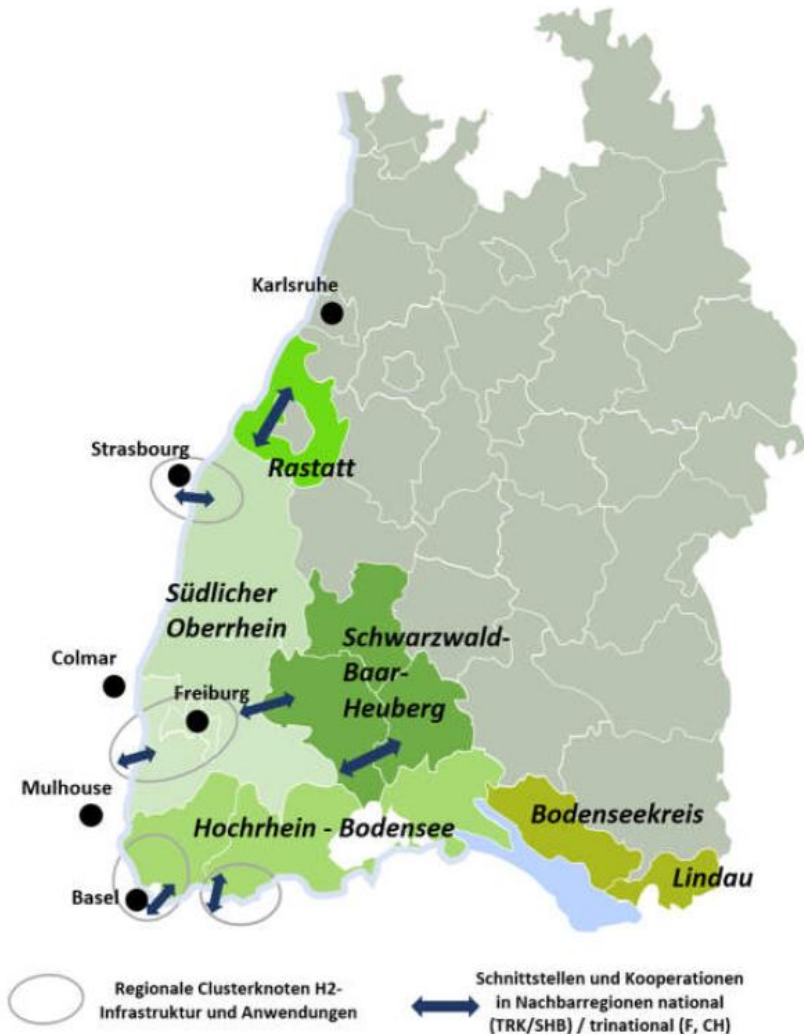 Karlsruhe
Strasbourg
Rastatt
Südlicher
Oberrhein
Schwarzwald-
Baar-
Heuberg
Colmar
Freiburg
Mulhouse
Hochrhein - Bodensee
Bodenseekreis
Basel
Lindau
Regionale Clusterknoten H2-
Infrastruktur und Anwendungen
Schnittstellen und Kooperationen
in Nachbarregionen national
(TRK/SHB) / trinational (F, CH)